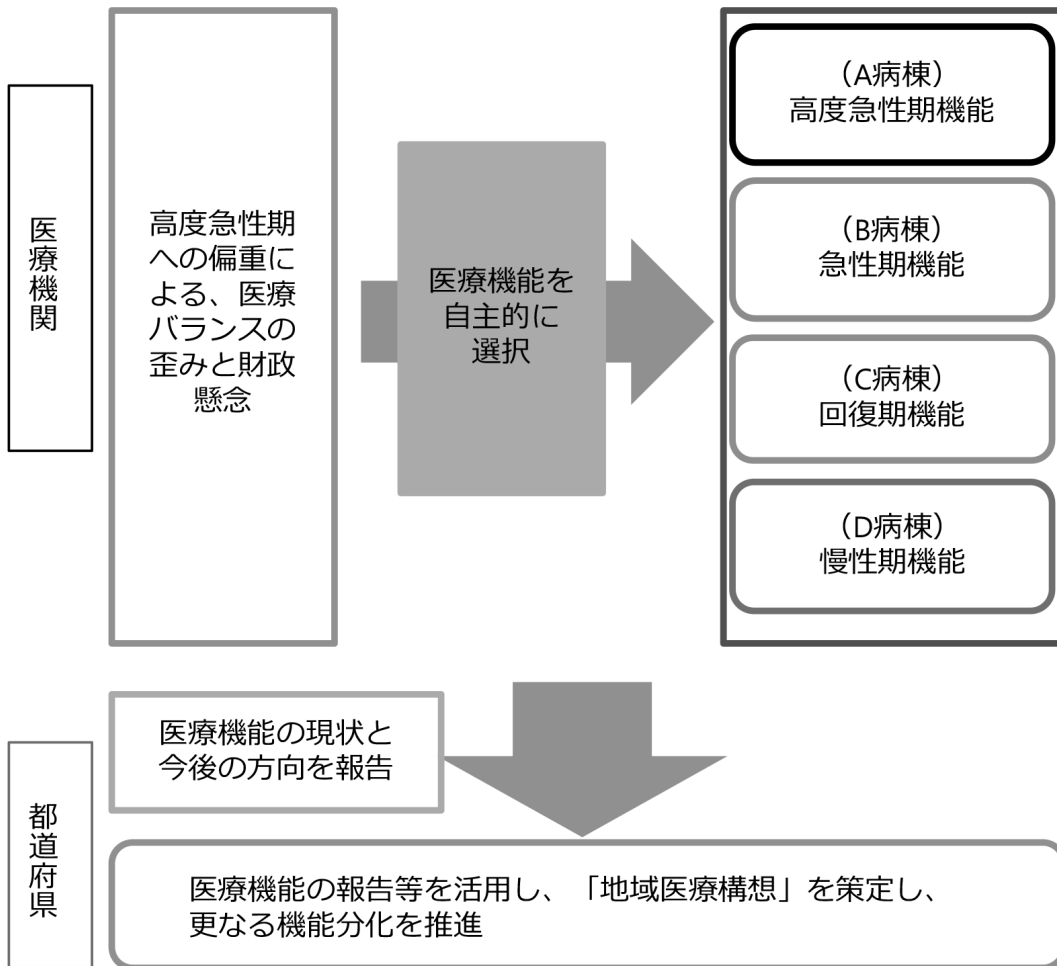 医療機関
高度急性期
への偏重に
よる、医療
バランスの
歪みと財政
懸念
医療機能を
自主的に
選択
（A病棟）
高度急性期機能
（B病棟）
急性期機能
（C病棟）
回復期機能
（D病棟）
慢性期機能
都道府県
医療機能の現状と
今後の方向を報告
医療機能の報告等を活用し、「地域医療構想」を策定し、
更なる機能分化を推進